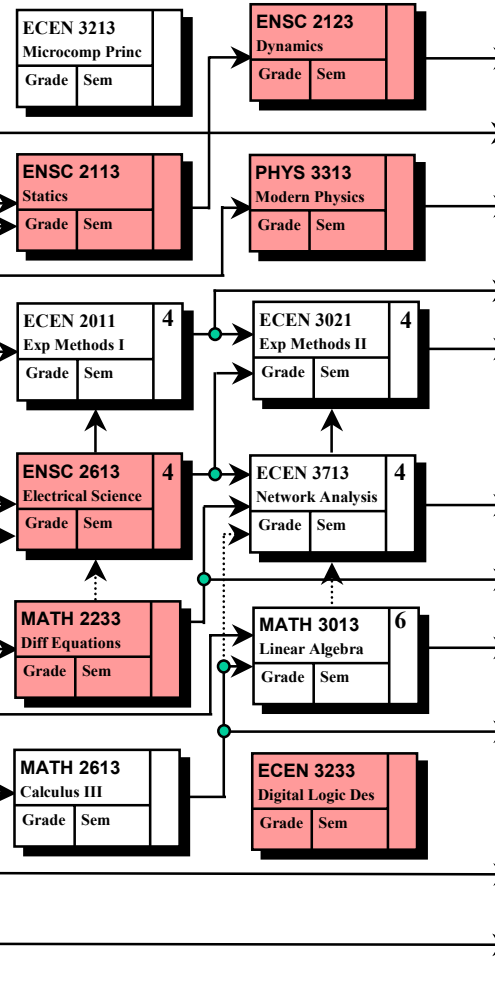 ECEN 3213
Microcomp Princ
Grade Sem
ENSC 2123
Dynamics
Grade Sem
ENSC 2113
Statics
Grade Sem
PHYS 3313
Modern Physics
Grade Sem
ECEN 2011 4
Exp Methods I
Grade Sem
ECEN 3021 4
Exp Methods II
Grade Sem
ENSC 2613 4
Electrical Science
Grade Sem
ECEN 3713 4
Network Analysis
Grade Sem
MATH 2233
Diff Equations
Grade Sem
MATH 3013 6
Linear Algebra
Grade Sem
MATH 2613
Calculus III
Grade Sem
ECEN 3233
Digital Logic Des
Grade Sem